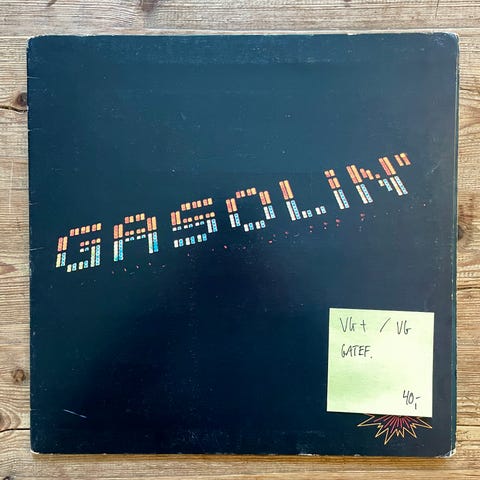 GASOLIN'
VG+ / VG
GATEF.
40,-